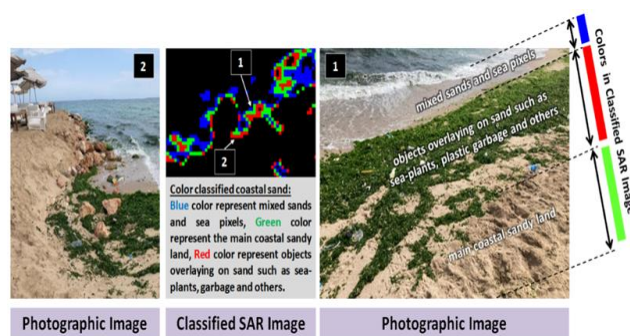 2
1
2
Color classified coastal sand:
Blue color represent mixed sands
and sea pixels, Green color
represent the main coastal sandy
land, Red color represent objects
overlaying on sand such as sea-
plants, garbage and others.
1
mixed sands and sea pixels
objects overlaying on sand such as
sea-plants, plastic garbage and others
main coastal sandy land
Colors in Classified SAR Image
Photographic Image
Classified SAR Image
Photographic Image